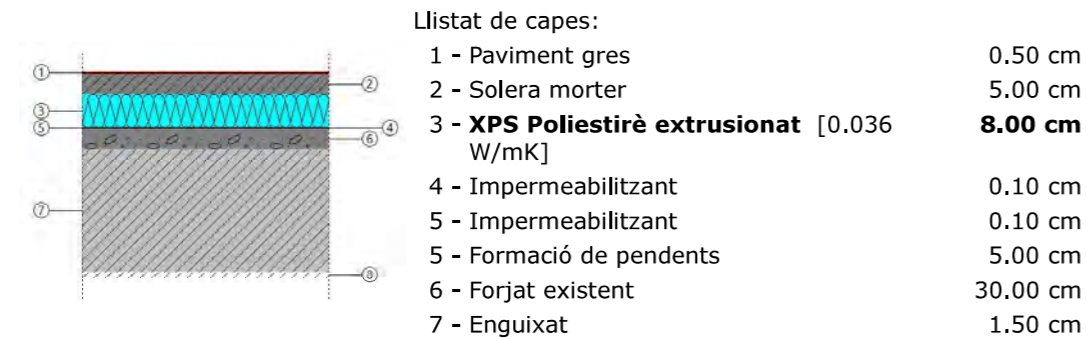 Llistat de capes:
1 - Paviment gres 0.50 cm
2 - Solera morter 5.00 cm
3 - XPS Poliestirè extrusionat [0.036 8.00 cm
W/mK]
4 - Impermeabilitzant 0.10 cm
5 - Impermeabilitzant 0.10 cm
5 - Formació de pendents 5.00 cm
6 - Forjat existent 30.00 cm
7 - Enguixat 1.50 cm
1
2
3
5
4
6
7
8